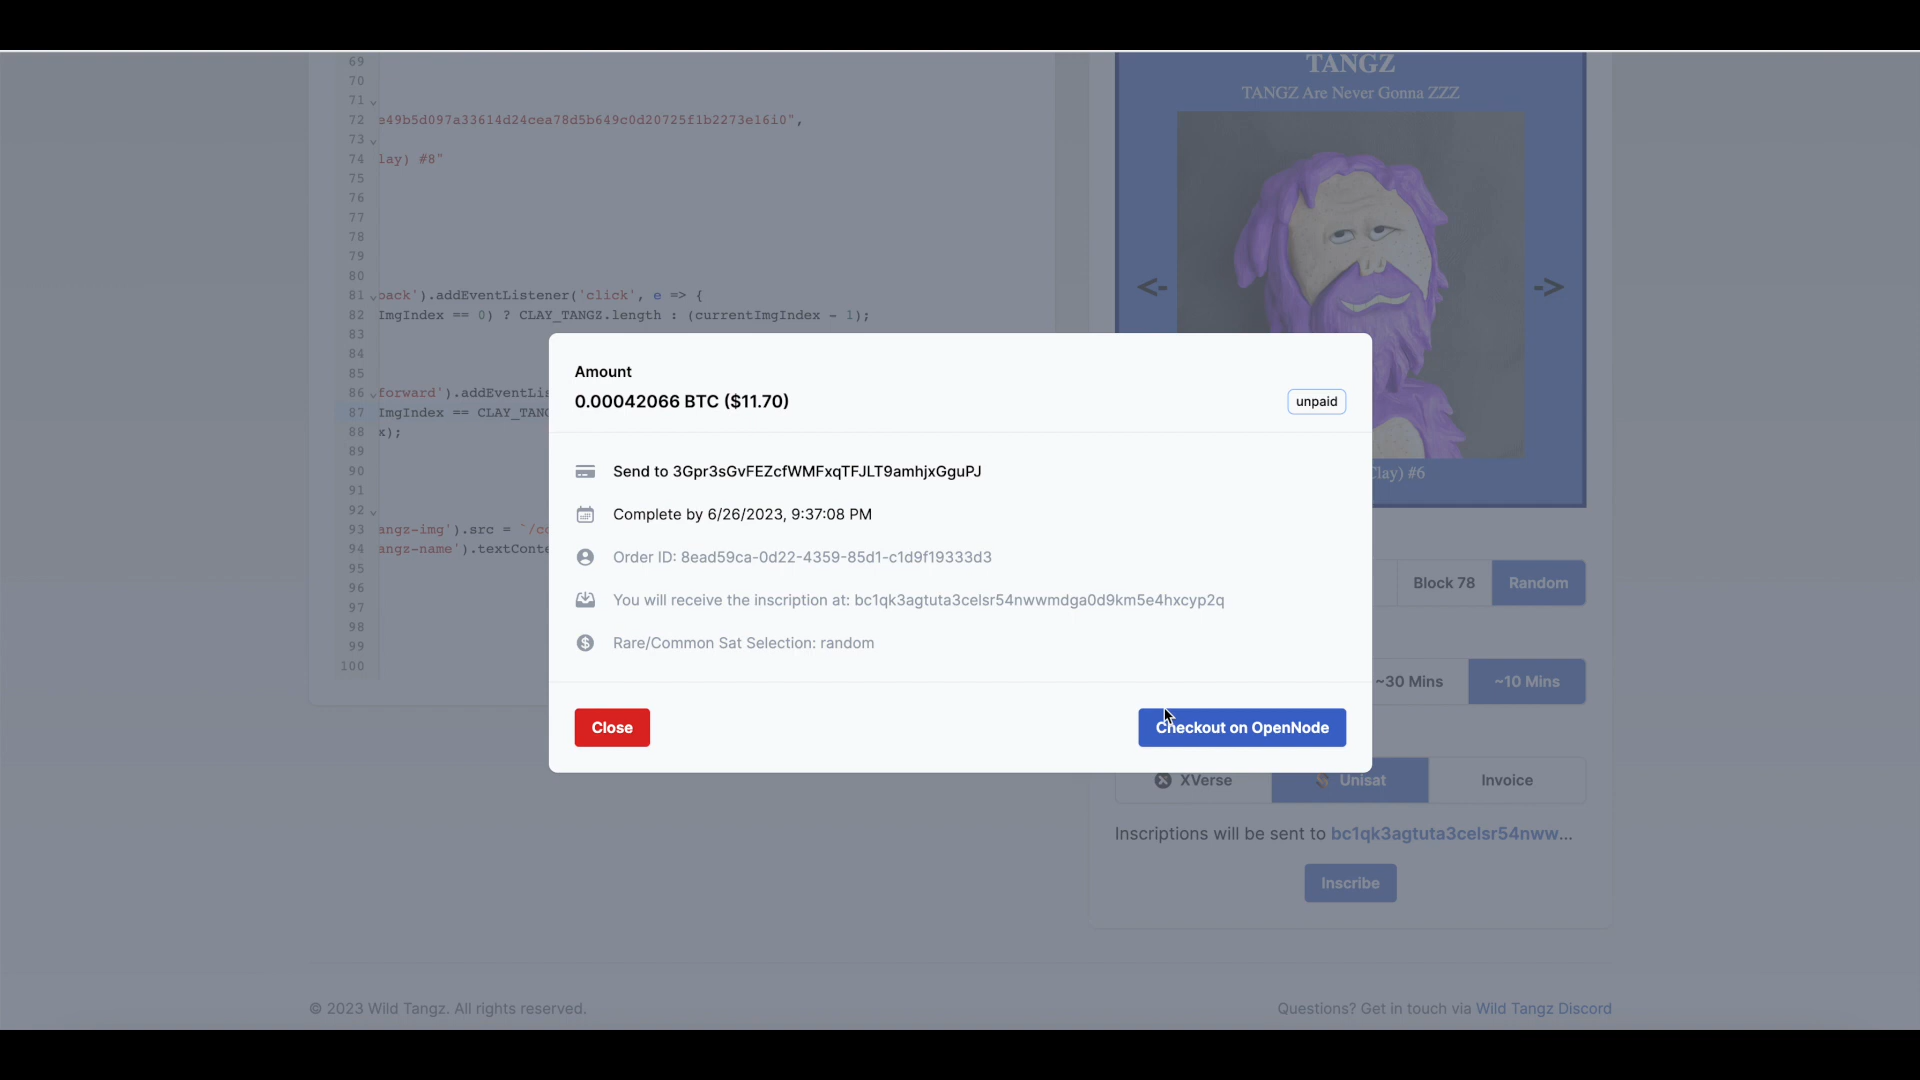 69
70
71
72 e49b5d097a33614d24cea78d5b649c0d20725f1b2273e16i0",
73
74 lay) #8"
75
76
77
78
79
80
81 back').addEventListener('click', e => {
82 ImgIndex == 0) ? CLAY_TANGZ.length : (currentImgIndex - 1);
83
84
85
86 forward').addEventLis
87 ImgIndex == CLAY_TANG
88 x);
89
90
91
92
93 angz-img').src = `/co
94 angz-name').textConte
95
96
97
98
99
100
TANGZ
TANGZ Are Never Gonna ZZZ
<-
->
Clay) #6
Amount
0.00042066 BTC ($11.70)
unpaid
Send to 3Gpr3sGvFEZcfWMFxqTFJLT9amhjxGguPJ
Complete by 6/26/2023, 9:37:08 PM
Order ID: 8ead59ca-0d22-4359-85d1-c1d9f19333d3
You will receive the inscription at: bc1qk3agtuta3celsr54nwwmdga0d9km5e4hxcyp2q
Rare/Common Sat Selection: random
Close
Checkout on OpenNode
Block 78
Random
~30 Mins
~10 Mins
XVerse
Unisat
Invoice
Inscriptions will be sent to bc1qk3agtuta3celsr54nww...
Inscribe
© 2023 Wild Tangz. All rights reserved.
Questions? Get in touch via Wild Tangz Discord